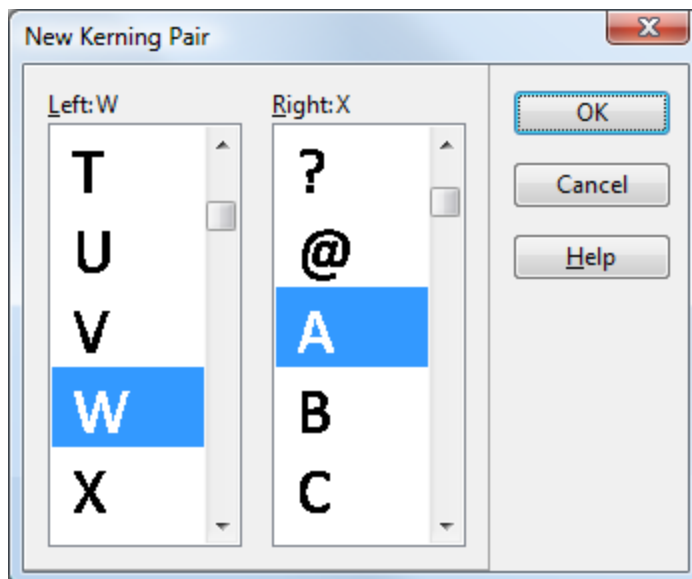 New Kerning Pair
Left: W
T
U
V
W
X
Right: X
?
@
A
B
C
OK
Cancel
Help